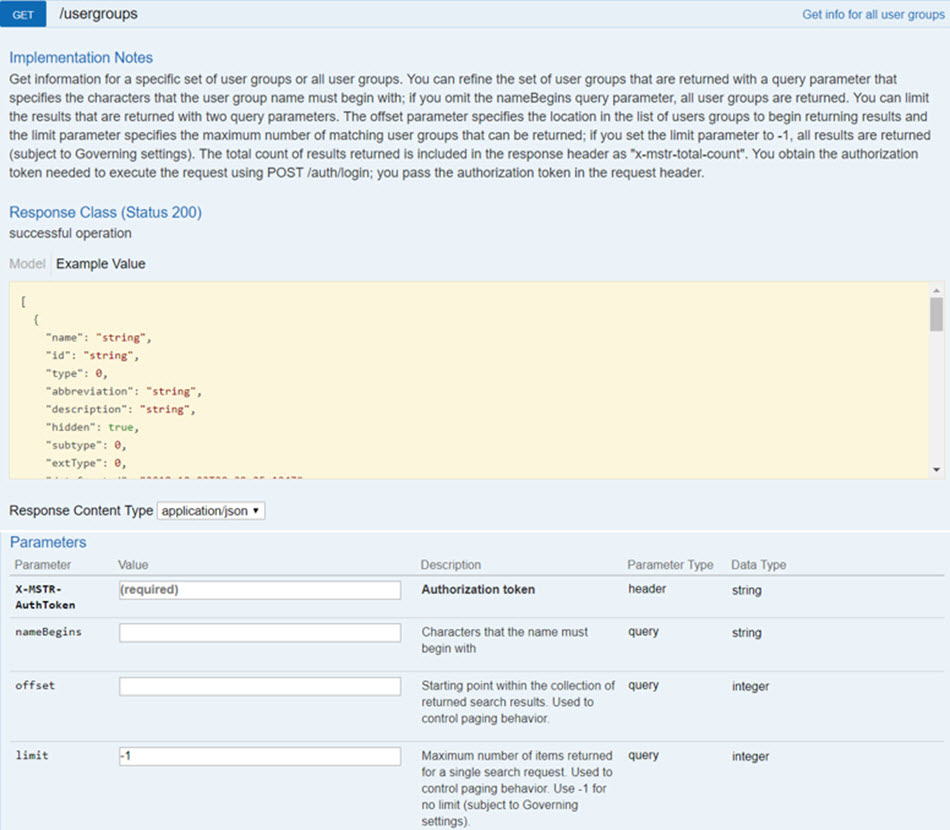 GET /usergroups Get info for all user groups
Implementation Notes
Get information for a specific set of user groups or all user groups. You can refine the set of user groups that are returned with a query parameter that
specifies the characters that the user group name must begin with; if you omit the nameBegins query parameter, all user groups are returned. You can limit
the results that are returned with two query parameters. The offset parameter specifies the location in the list of users groups to begin returning results and
the limit parameter specifies the maximum number of matching user groups that can be returned; if you set the limit parameter to -1, all results are returned
(subject to Governing settings). The total count of results returned is included in the response header as "x-mstr-total-count". You obtain the authorization
token needed to execute the request using POST /auth/login; you pass the authorization token in the request header.
Response Class (Status 200)
successful operation
Model Example Value
[
{
"name": "string",
"id": "string",
"type": 0,
"abbreviation": "string",
"description": "string",
"hidden": true,
"subtype": 0,
"extType": 0,
Response Content Type application/json
Parameters
Parameter Value Description Parameter Type Data Type
X-MSTR- (required) Authorization token header string
AuthToken
nameBegins Characters that the name must query string
begin with
offset Starting point within the collection of query integer
returned search results. Used to
control paging behavior.
limit -1 Maximum number of items returned query integer
for a single search request. Used to
control paging behavior. Use -1 for
no limit (subject to Governing
settings).